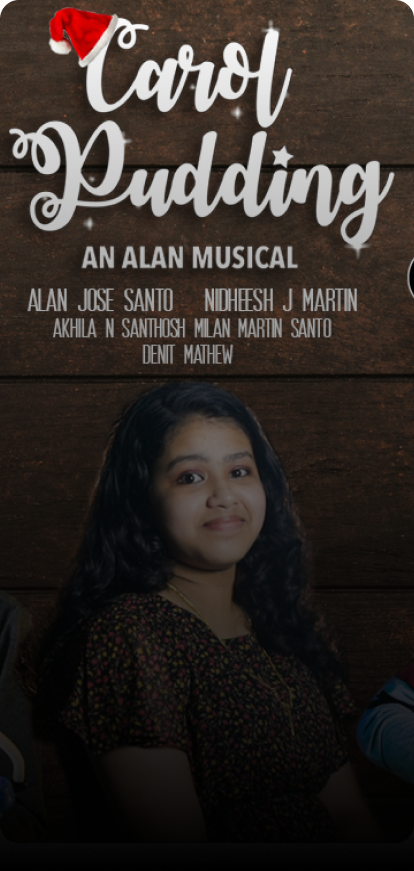 Carol
Pudding
AN ALAN MUSICAL
ALAN JOSE SANTO NIDHEESH J MARTIN
AKHILA N SANTHOSH MILAN MARTIN SANTO
DENIT MATHEW